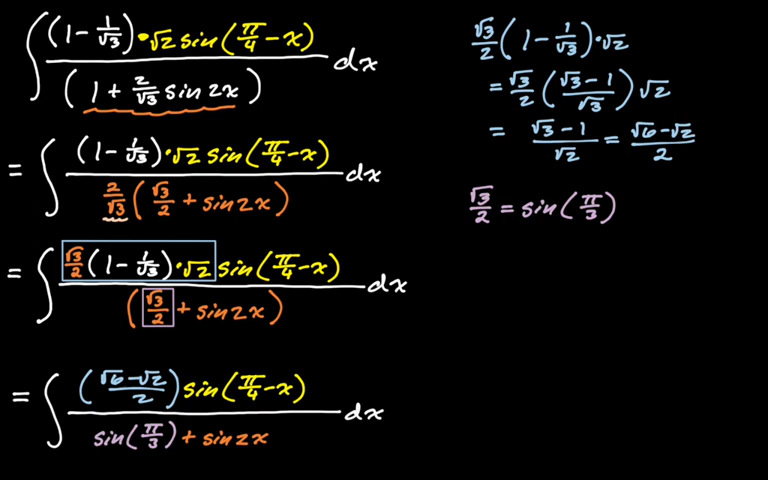 ∫ (1 - 1/√3)·√2 sin(π/4 - x) / (1 + 2/√3 sin 2x) dx
= ∫ (1 - 1/√3)·√2 sin(π/4 - x) / 2/√3 (√3/2 + sin 2x) dx
= ∫ √3/2 (1 - 1/√3)·√2 sin(π/4 - x) / (√3/2 + sin 2x) dx
= ∫ ((√6 - √2)/2) sin(π/4 - x) / sin(π/3) + sin 2x dx
√3/2 (1 - 1/√3)·√2
= √3/2 ((√3 - 1)/√3) √2
= (√3 - 1)/√2 = (√6 - √2)/2
√3/2 = sin(π/3)